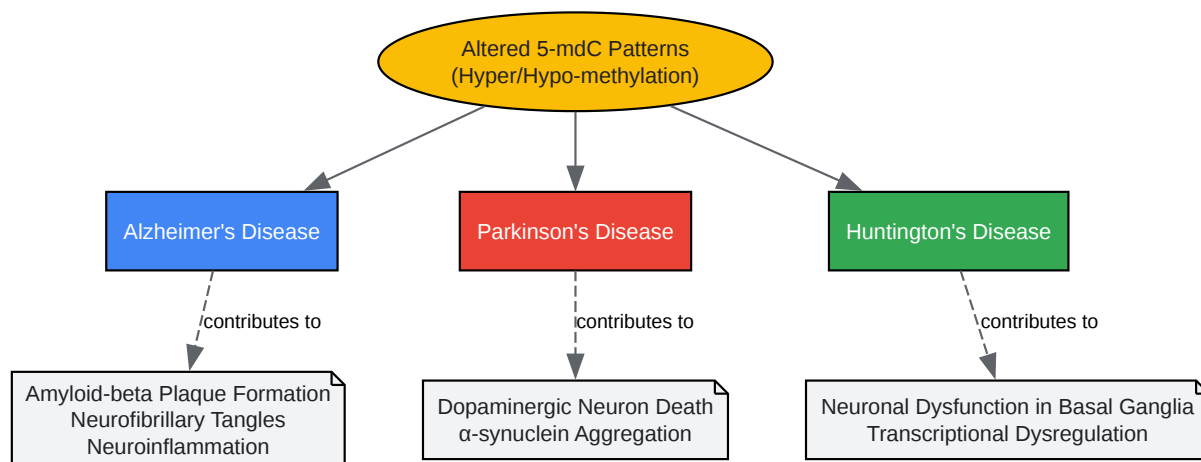 Altered 5-mdC Patterns
(Hyper/Hypo-methylation)
Alzheimer's Disease
Parkinson's Disease
Huntington's Disease
contributes to
contributes to
contributes to
Amyloid-beta Plaque Formation
Neurofibrillary Tangles
Neuroinflammation
Dopaminergic Neuron Death
α-synuclein Aggregation
Neuronal Dysfunction in Basal Ganglia
Transcriptional Dysregulation